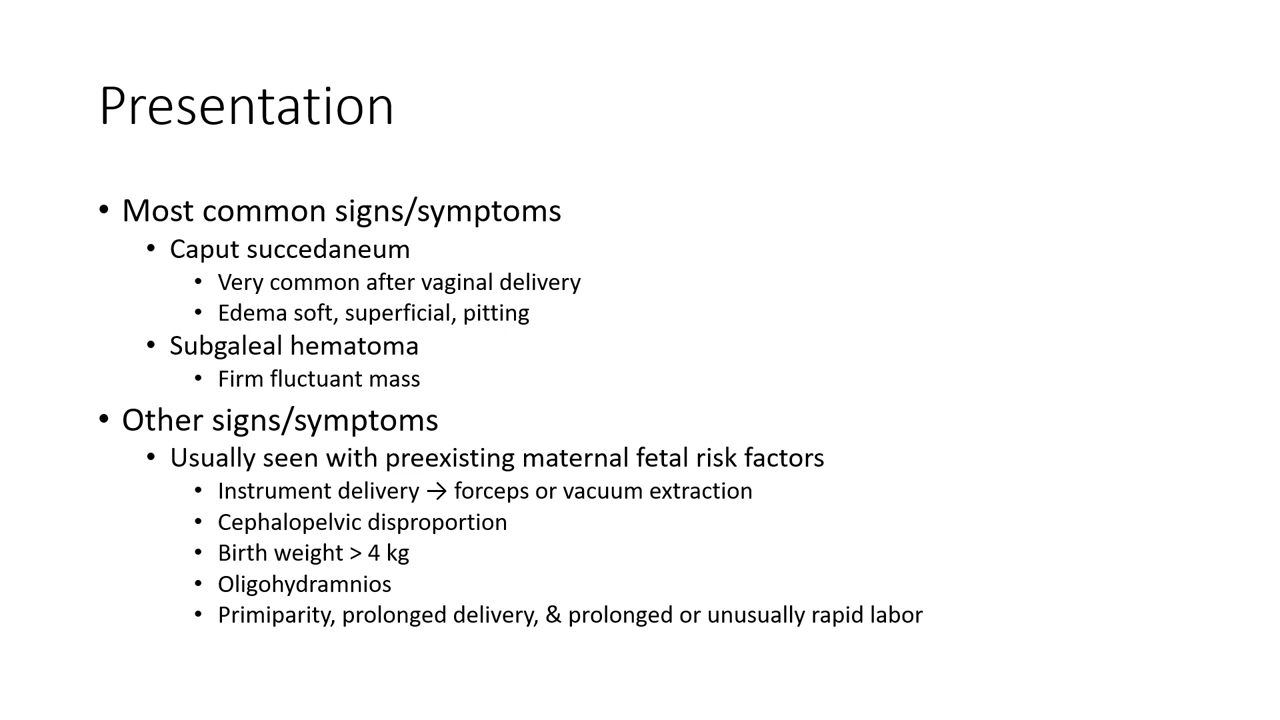 Presentation
• Most common signs/symptoms
• Caput succedaneum
• Very common after vaginal delivery
• Edema soft, superficial, pitting
• Subgaleal hematoma
• Firm fluctuant mass
• Other signs/symptoms
• Usually seen with preexisting maternal fetal risk factors
• Instrument delivery → forceps or vacuum extraction
• Cephalopelvic disproportion
• Birth weight > 4 kg
• Oligohydramnios
• Primiparity, prolonged delivery, & prolonged or unusually rapid labor